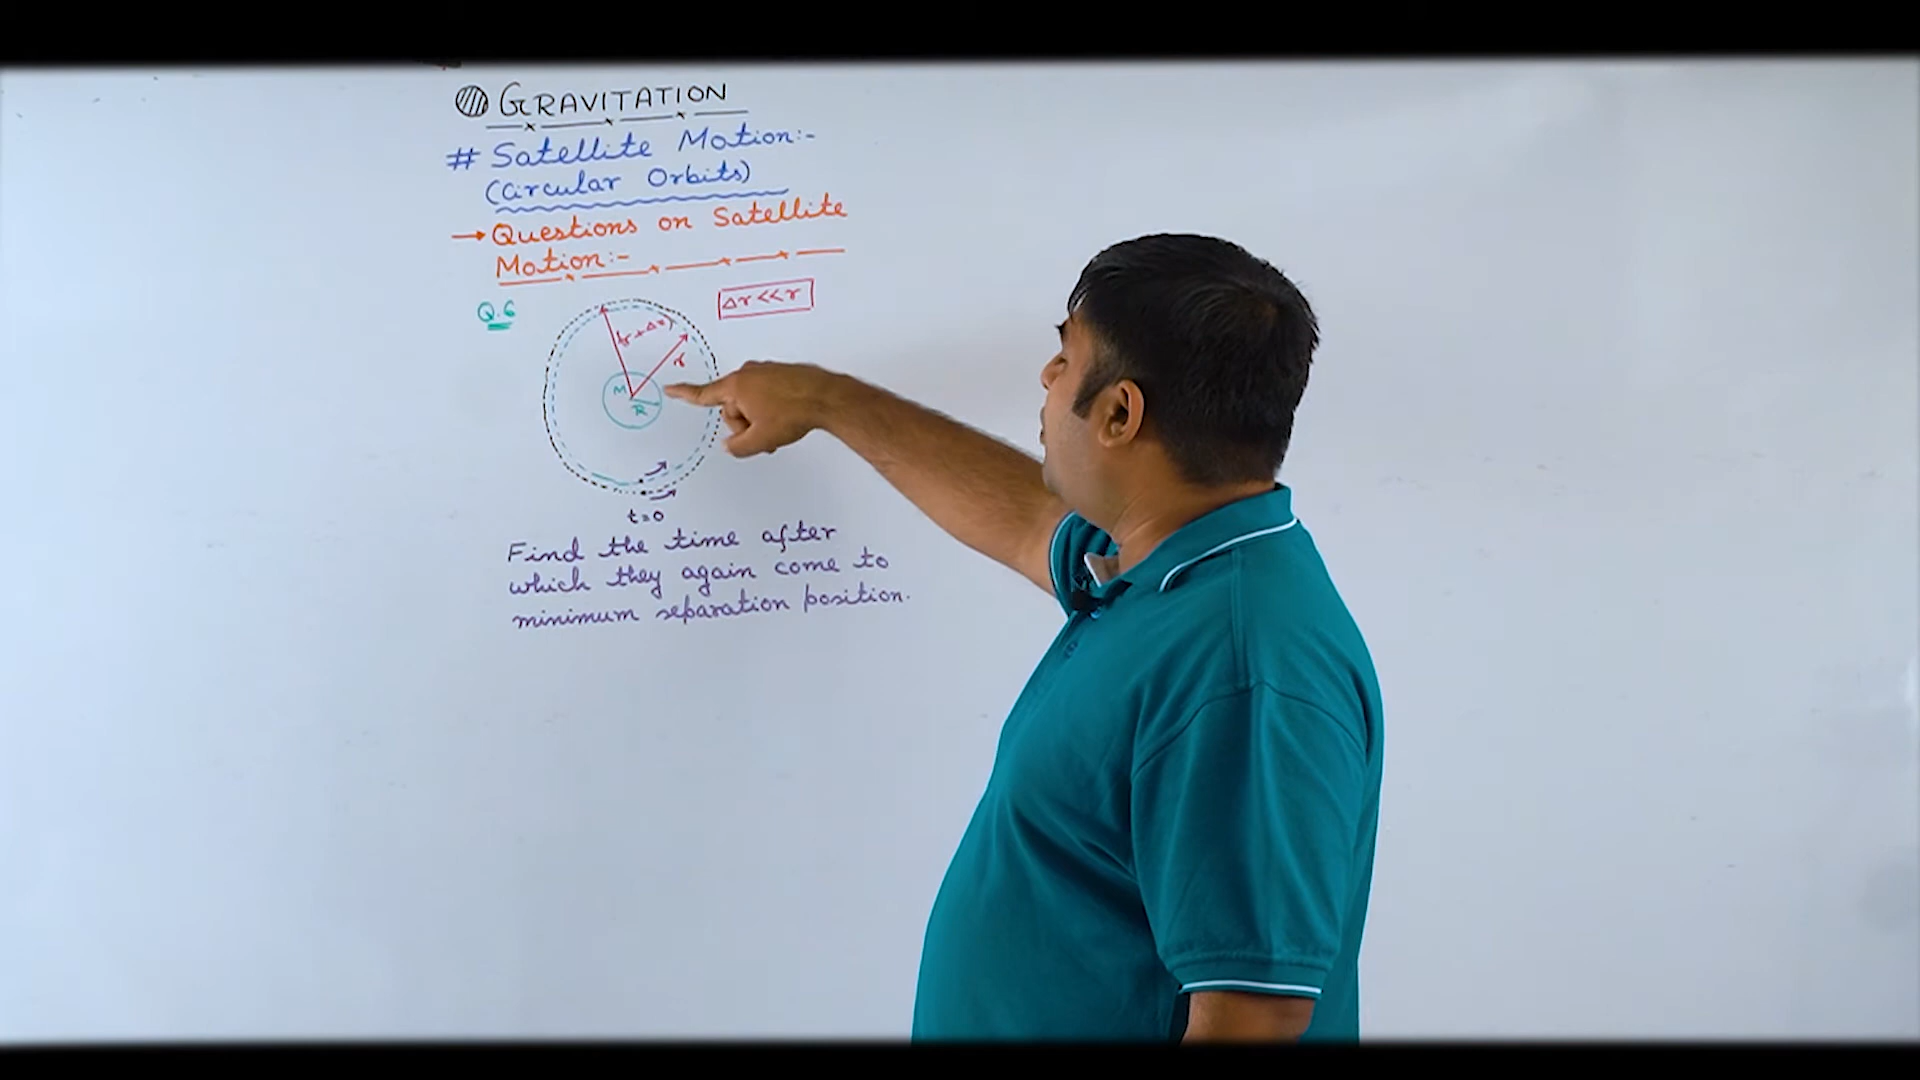 GRAVITATION
# Satellite Motion:-
(Circular Orbits)
→ Questions on Satellite
Motion:-
Q.6
Δr<<r
(r+Δr)
r
M
R
t=0
Find the time after
which they again come to
minimum separation position.